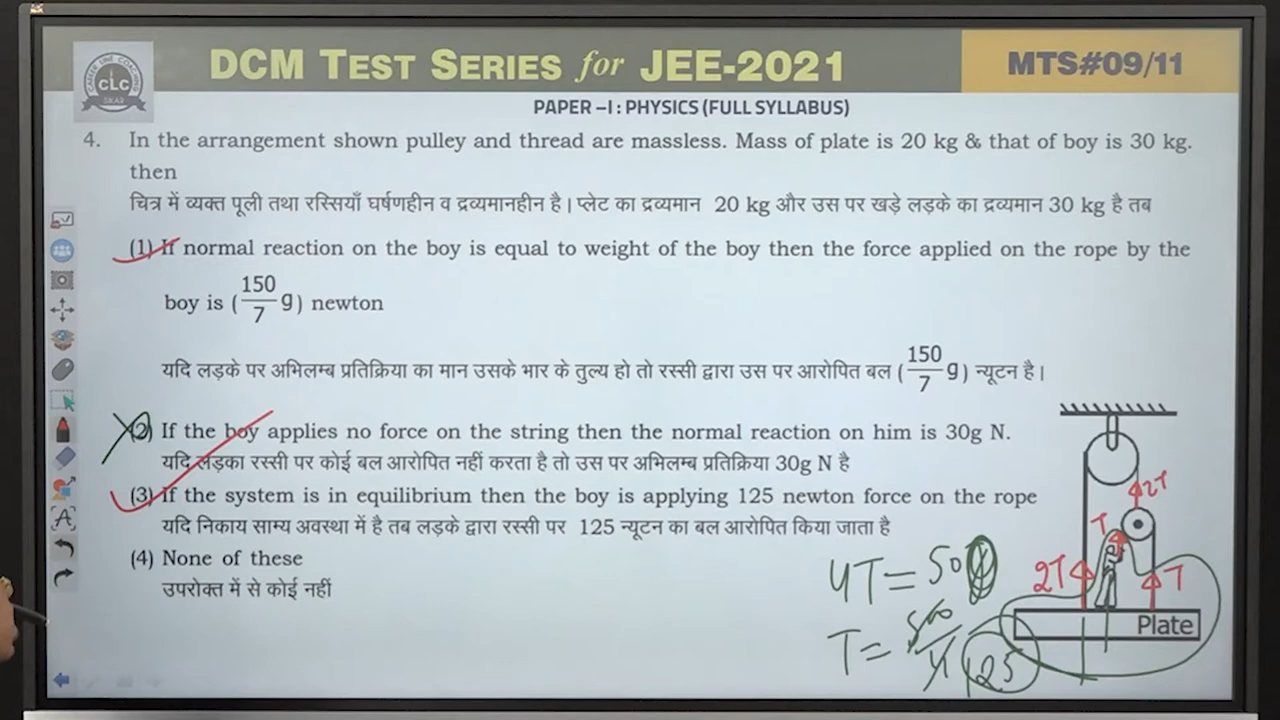 DCM TEST SERIES for JEE-2021
MTS#09/11
CLC
SIKAR
PAPER –I : PHYSICS (FULL SYLLABUS)
4. In the arrangement shown pulley and thread are massless. Mass of plate is 20 kg & that of boy is 30 kg.
then
चित्र में व्यक्त पूली तथा रस्सियाँ घर्षणहीन व द्रव्यमानहीन है। प्लेट का द्रव्यमान 20 kg और उस पर खड़े लड़के का द्रव्यमान 30 kg है तब
(1) If normal reaction on the boy is equal to weight of the boy then the force applied on the rope by the
boy is (150/7 g) newton
यदि लड़के पर अभिलम्ब प्रतिक्रिया का मान उसके भार के तुल्य हो तो रस्सी द्वारा उस पर आरोपित बल (150/7 g) न्यूटन है।
(2) If the boy applies no force on the string then the normal reaction on him is 30g N.
यदि लड़का रस्सी पर कोई बल आरोपित नहीं करता है तो उस पर अभिलम्ब प्रतिक्रिया 30g N है
(3) If the system is in equilibrium then the boy is applying 125 newton force on the rope
यदि निकाय साम्य अवस्था में है तब लड़के द्वारा रस्सी पर 125 न्यूटन का बल आरोपित किया जाता है
(4) None of these
उपरोक्त में से कोई नहीं
2T
T
2T
T
Plate
4T = 50
T = 500/4 125